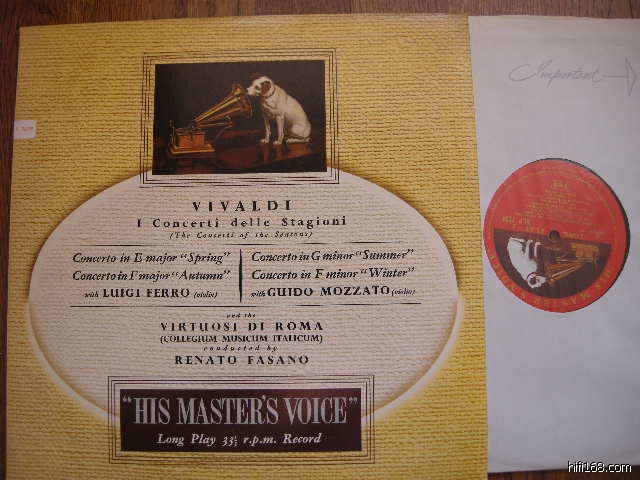 VIVALDI
I Concerti delle Stagioni
(The Concerti of the Seasons)
Concerto in E major "Spring"
Concerto in F major "Autumn"
with LUIGI FERRO (violin)
Concerto in G minor "Summer"
Concerto in F minor "Winter"
with GUIDO MOZZATO (violin)
and the
VIRTUOSI DI ROMA
(COLLEGIUM MUSICUM ITALICUM)
conducted by
RENATO FASANO
"HIS MASTER'S VOICE"
Long Play 33⅓ r.p.m. Record
Important
hifi168.com